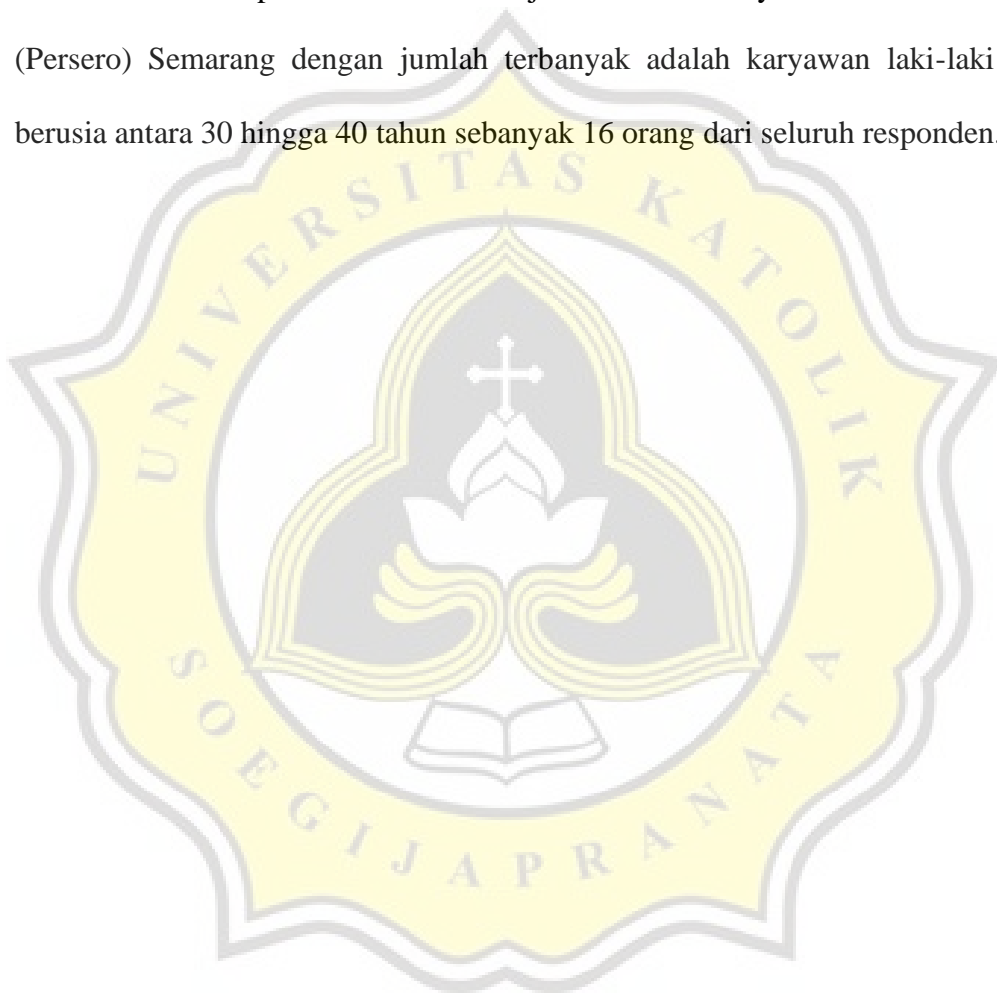 (Persero) Semarang dengan jumlah terbanyak adalah karyawan laki-laki
berusia antara 30 hingga 40 tahun sebanyak 16 orang dari seluruh responden.
UNIVERSITAS KATOLIK
SOEGIJAPRANATA